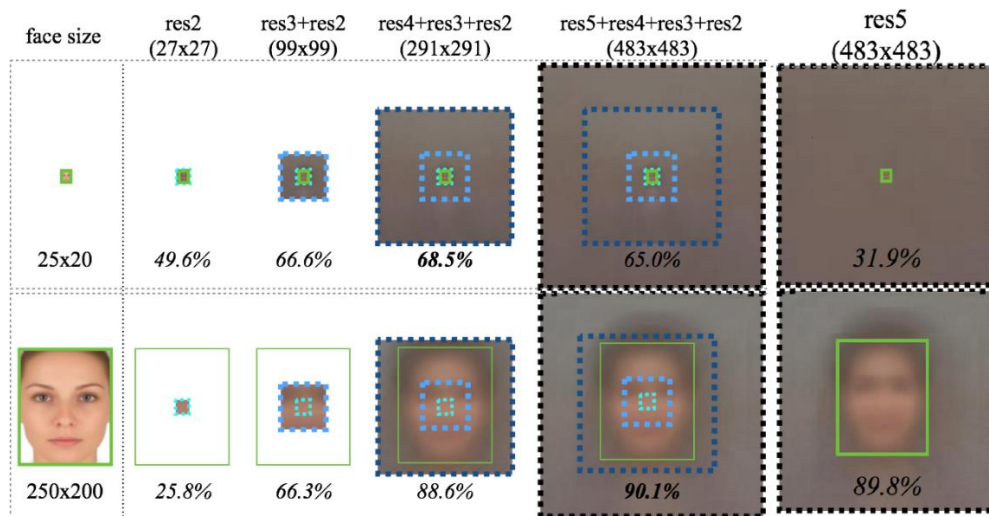 face size
res2
(27x27)
res3+res2
(99x99)
res4+res3+res2
(291x291)
res5+res4+res3+res2
(483x483)
res5
(483x483)
25x20
49.6%
66.6%
68.5%
65.0%
31.9%
250x200
25.8%
66.3%
88.6%
90.1%
89.8%